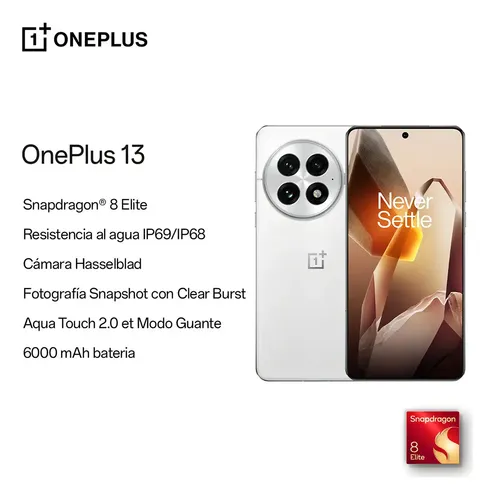 1+ ONEPLUS
OnePlus 13
Snapdragon® 8 Elite
Resistencia al agua IP69/IP68
Cámara Hasselblad
Fotografía Snapshot con Clear Burst
Aqua Touch 2.0 et Modo Guante
6000 mAh bateria
Never
Settle
1+
Snapdragon
8
Elite